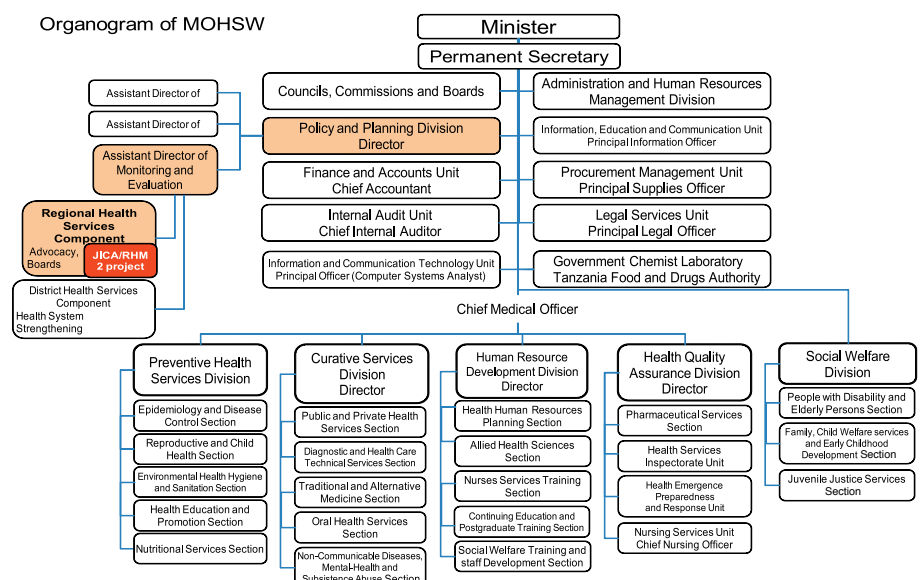 Organogram of MOHSW
Minister
Permanent Secretary
Assistant Director of
Assistant Director of
Assistant Director of
Monitoring and
Evaluation
Regional Health
Services
Component
Advocacy,
Boards
JICA/RHM
2 project
District Health Services
Component
Health System
Strengthening
Councils, Commissions and Boards
Policy and Planning Division
Director
Finance and Accounts Unit
Chief Accountant
Internal Audit Unit
Chief Internal Auditor
Information and Communication Technology Unit
Principal Officer (Computer Systems Analyst)
Administration and Human Resources
Management Division
Information, Education and Communication Unit
Principal Information Officer
Procurement Management Unit
Principal Supplies Officer
Legal Services Unit
Principal Legal Officer
Government Chemist Laboratory
Tanzania Food and Drugs Authority
Chief Medical Officer
Preventive Health
Services Division
Epidemiology and Disease
Control Section
Reproductive and Child
Health Section
Environmental Health Hygiene
and Sanitation Section
Health Education and
Promotion Section
Nutritional Services Section
Curative Services
Division
Director
Public and Private Health
Services Section
Diagnostic and Health Care
Technical Services Section
Traditional and Alternative
Medicine Section
Oral Health Services
Section
Non-Communicable Diseases,
Mental-Health and
Subsistence Abuse Section
Human Resource
Development Division
Director
Health Human Resources
Planning Section
Allied Health Sciences
Section
Nurses Services Training
Section
Continuing Education and
Postgraduate Training Section
Social Welfare Training and
staff Development Section
Health Quality
Assurance Division
Director
Pharmaceutical Services
Section
Health Services
Inspectorate Unit
Health Emergence
Preparedness
and Response Unit
Nursing Services Unit
Chief Nursing Officer
Social Welfare
Division
People with Disability and
Elderly Persons Section
Family, Child Welfare services
and Early Childhood
Development Section
Juvenile Justice Services
Section